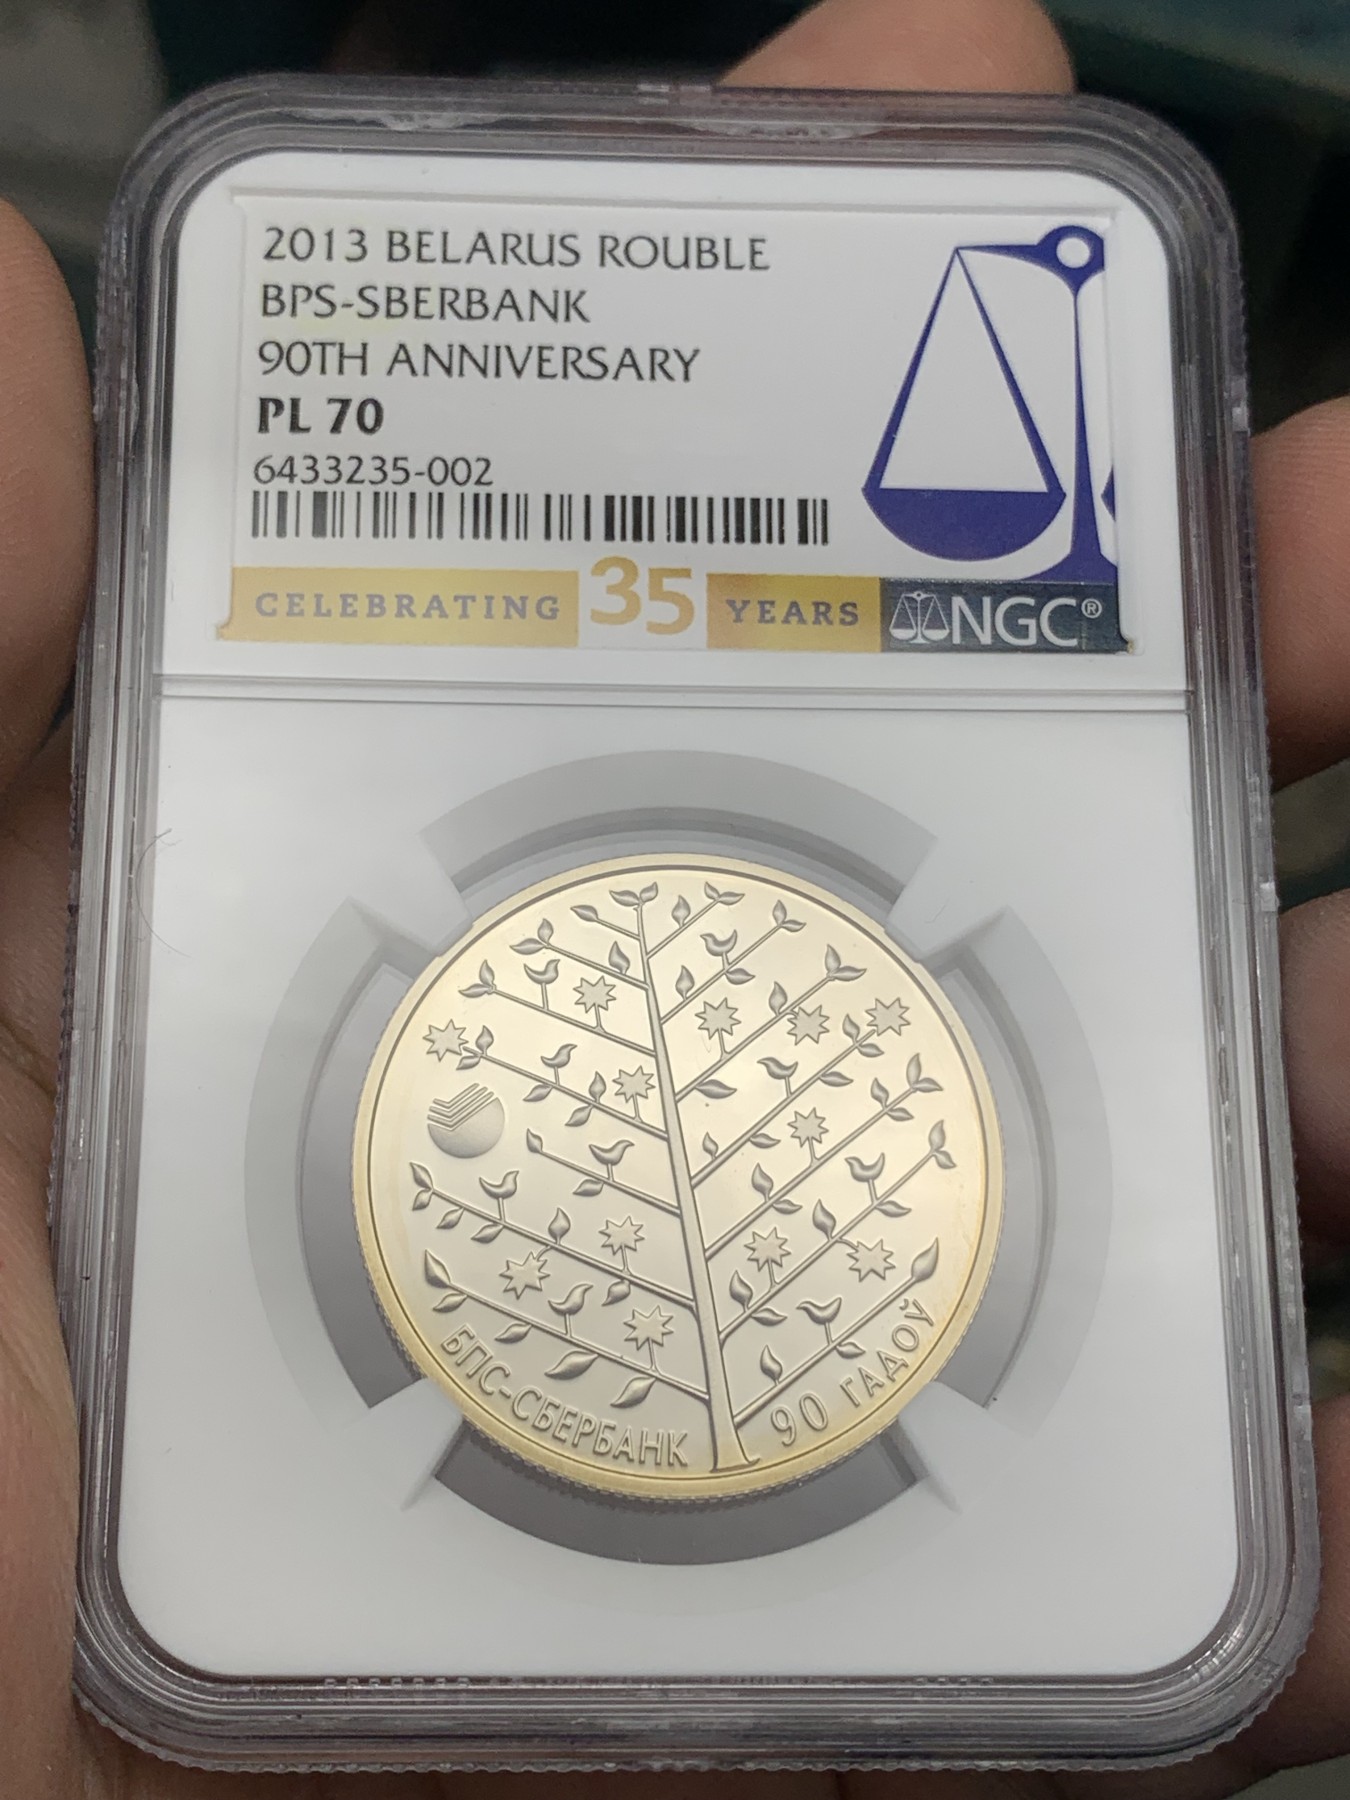 2013 BELARUS ROUBLE
BPS-SBERBANK
90TH ANNIVERSARY
PL 70
6433235-002
CELEBRATING 35 YEARS NGC®
БПС-СБЕРБАНК 90 ГАДОЎ